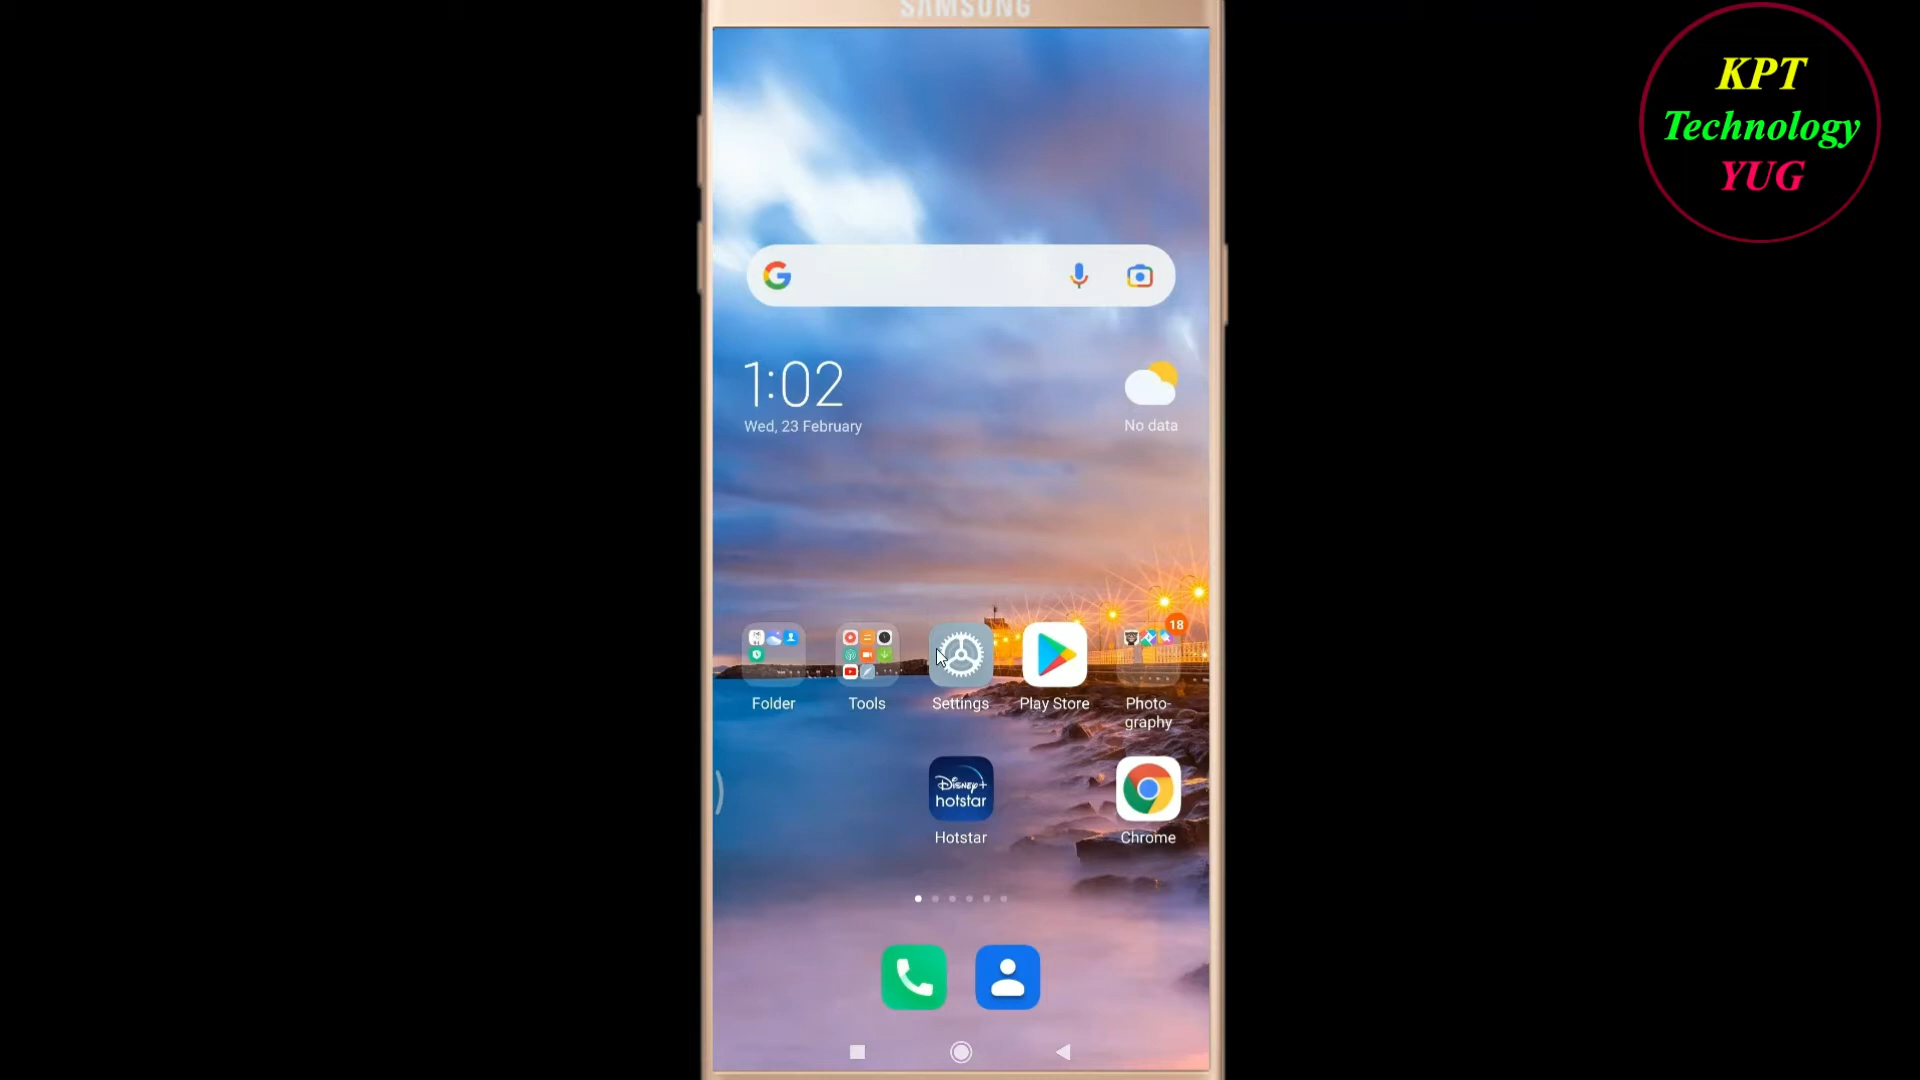 SAMSUNG
KPT
Technology
YUG
1:02
Wed, 23 February
No data
18
Folder
Tools
Settings
Play Store
Photo-
graphy
Disney+
hotstar
Hotstar
Chrome